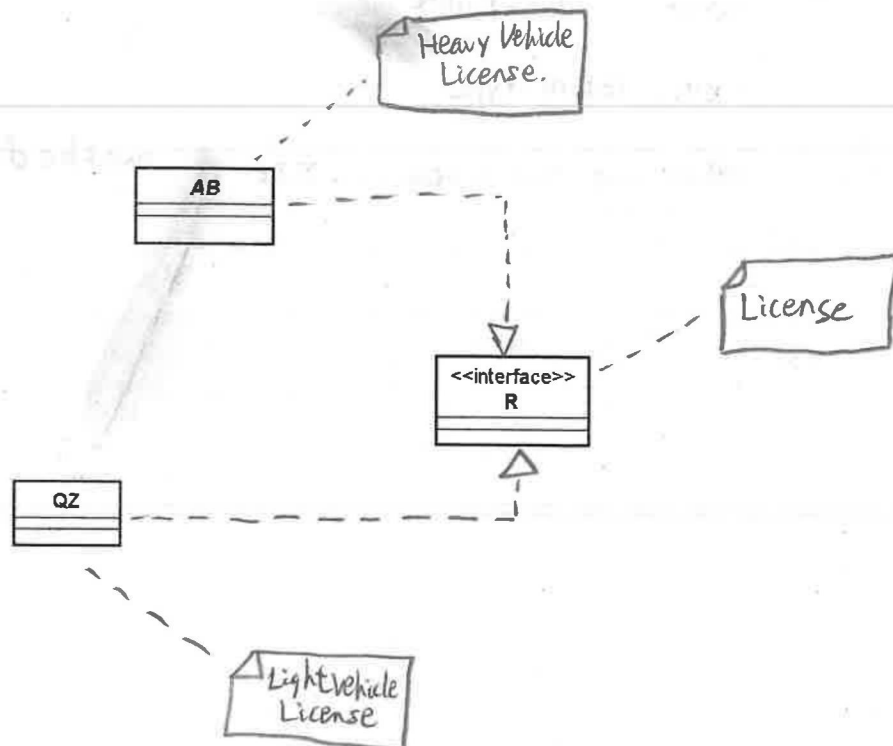 Heavy Vehicle
License.
AB
License
<<interface>>
R
QZ
Lightvehicle
License